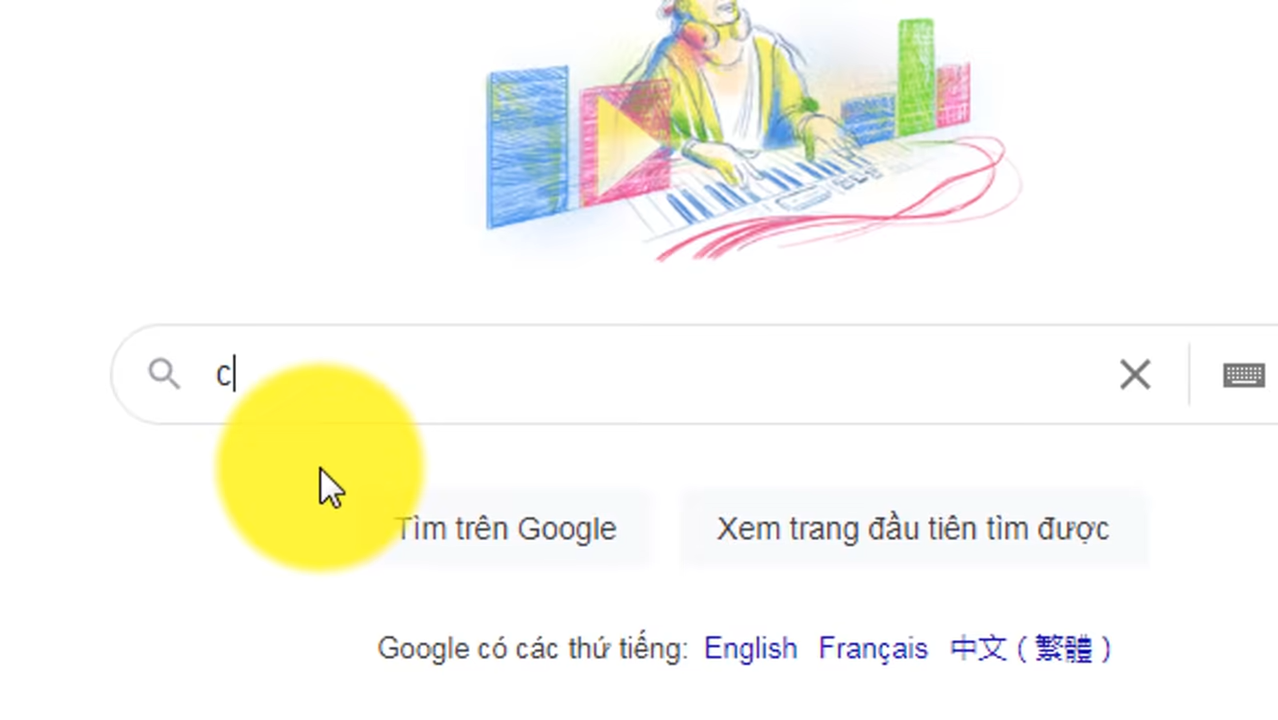 c
Tìm trên Google
Xem trang đầu tiên tìm được
Google có các thứ tiếng: English Français 中文 ( 繁體 )